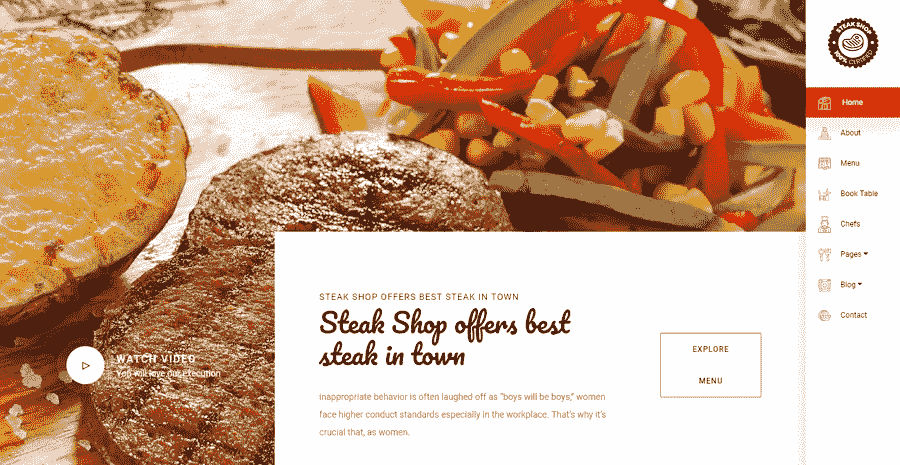 STEAK SHOP
Home
About
Menu
Book Table
Chefs
Pages
Blog
Contact
STEAK SHOP OFFERS BEST STEAK IN TOWN
Steak Shop offers best
steak in town
inappropriate behavior is often laughed off as "boys will be boys," women
face higher conduct standards especially in the workplace. That's why it's
crucial that, as women.
EXPLORE
MENU
WATCH VIDEO
You will love our execution